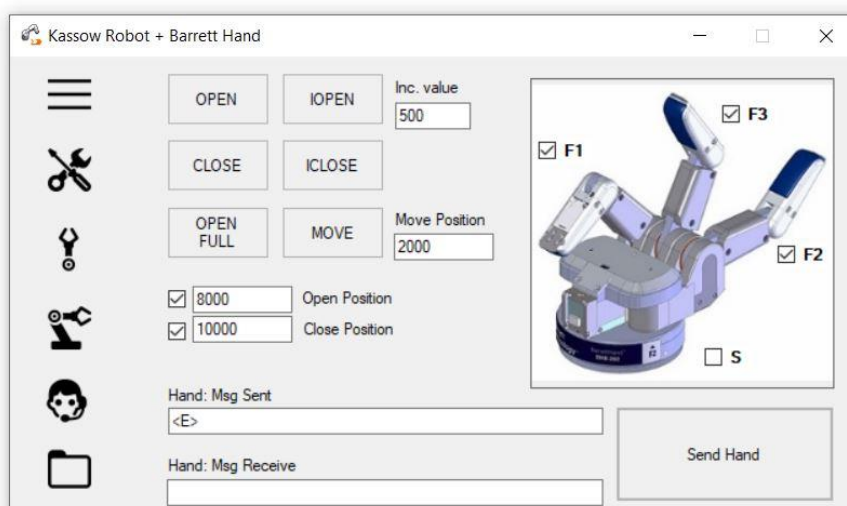 Kassow Robot + Barrett Hand
OPEN
IOPEN
Inc. value
500
CLOSE
ICLOSE
OPEN
FULL
MOVE
Move Position
2000
8000
Open Position
10000
Close Position
F1
F3
F2
S
F2
Hand: Msg Sent
<E>
Hand: Msg Receive
Send Hand